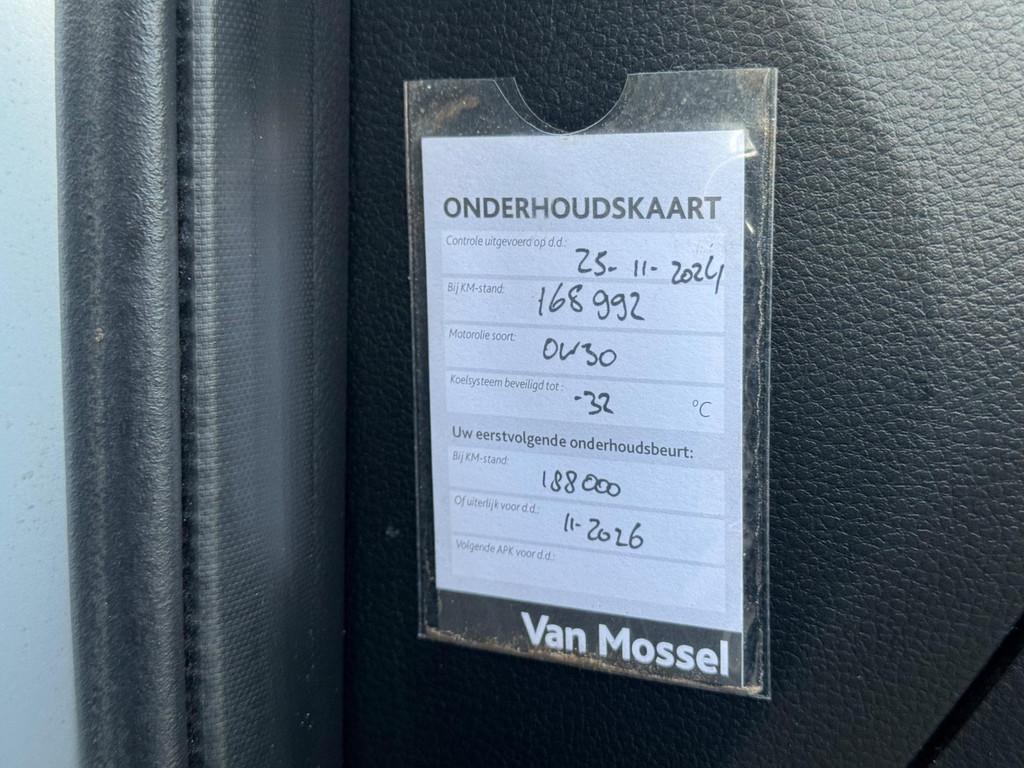 ONDERHOUDSKAART
Controle uitgevoerd op d.d.: 25-11-2024
Bij KM-stand: 168992
Motorolie soort: 0W30
Koelsysteem beveiligd tot: -32 °C
Uw eerstvolgende onderhoudsbeurt:
Bij KM-stand: 188000
Of uiterlijk voor d.d.: 11-2026
Volgende APK voor d.d.:
Van Mossel